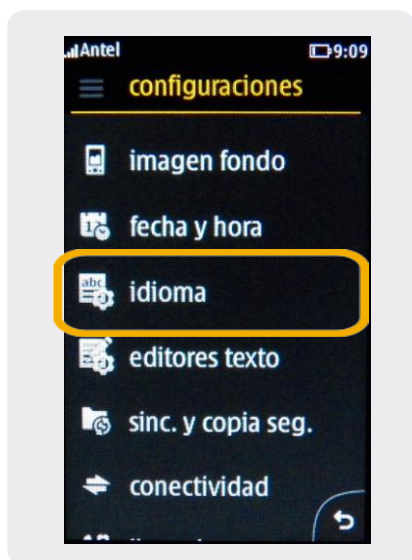 Antel 9:09
configuraciones
imagen fondo
fecha y hora
idioma
editores texto
sinc. y copia seg.
conectividad